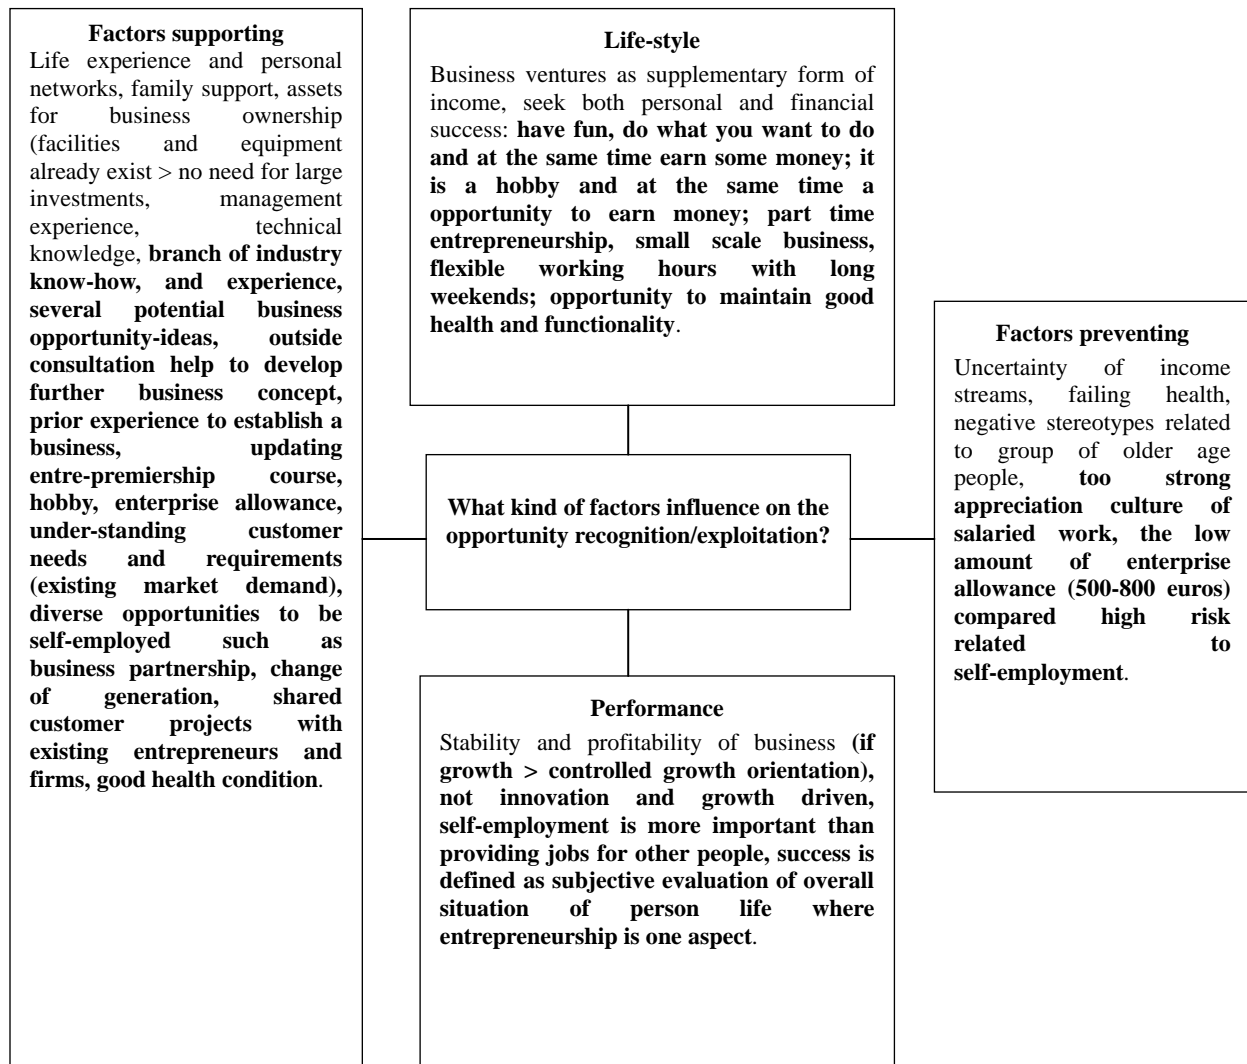 Factors supporting
Life experience and personal
networks, family support, assets
for business ownership
(facilities and equipment
already exist > no need for large
investments, management
experience, technical
knowledge, branch of industry
know-how, and experience,
several potential business
opportunity-ideas, outside
consultation help to develop
further business concept,
prior experience to establish a
business, updating
entre-premiership course,
hobby, enterprise allowance,
under-standing customer
needs and requirements
(existing market demand),
diverse opportunities to be
self-employed such as
business partnership, change
of generation, shared
customer projects with
existing entrepreneurs and
firms, good health condition.
Life-style
Business ventures as supplementary form of
income, seek both personal and financial
success: have fun, do what you want to do
and at the same time earn some money; it
is a hobby and at the same time a
opportunity to earn money; part time
entrepreneurship, small scale business,
flexible working hours with long
weekends; opportunity to maintain good
health and functionality.
What kind of factors influence on the
opportunity recognition/exploitation?
Performance
Stability and profitability of business (if
growth > controlled growth orientation),
not innovation and growth driven,
self-employment is more important than
providing jobs for other people, success is
defined as subjective evaluation of overall
situation of person life where
entrepreneurship is one aspect.
Factors preventing
Uncertainty of income
streams, failing health,
negative stereotypes related
to group of older age
people, too strong
appreciation culture of
salaried work, the low
amount of enterprise
allowance (500-800 euros)
compared high risk
related to
self-employment.